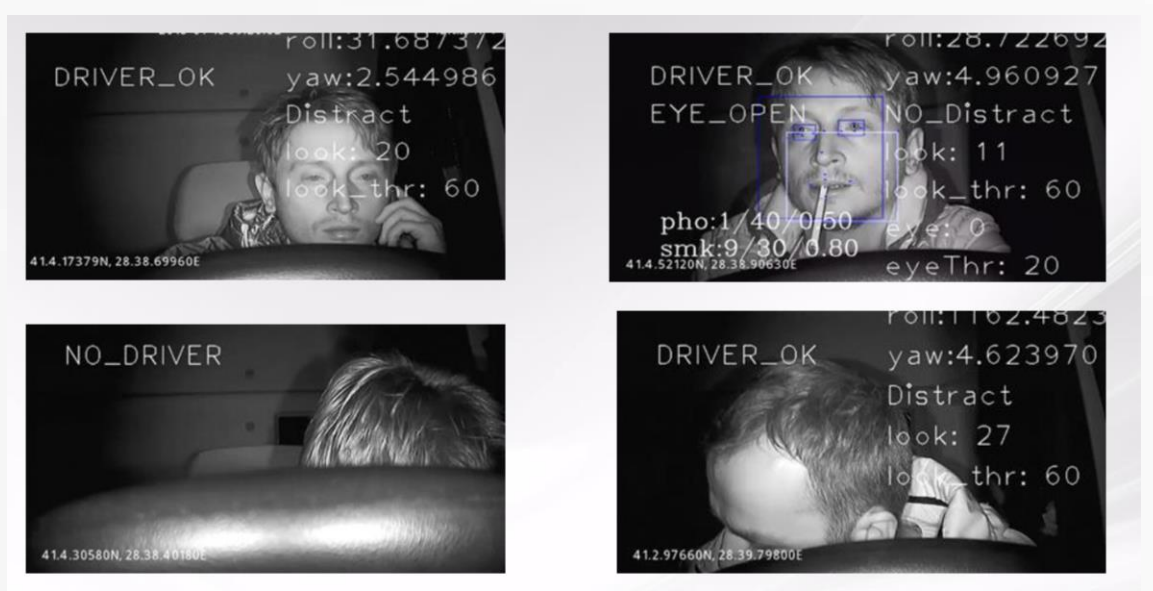 roll:31.687372
DRIVER_OK
yaw:2.544986
Distract
look: 20
look_thr: 60
41.4.17379N, 28.38.69960E
roll:28.722692
DRIVER_OK
yaw:4.960927
EYE_OPEN
NO_Distract
look: 11
look_thr: 60
pho:1/40/0.50
eye: 0
smk:9/30/0.80
41.4.52120N, 28.38.90630E
eyeThr: 20
NO_DRIVER
41.4.30580N, 28.38.40180E
roll:1162.4823
DRIVER_OK
yaw:4.623970
Distract
look: 27
look_thr: 60
41.2.97660N, 28.39.79800E